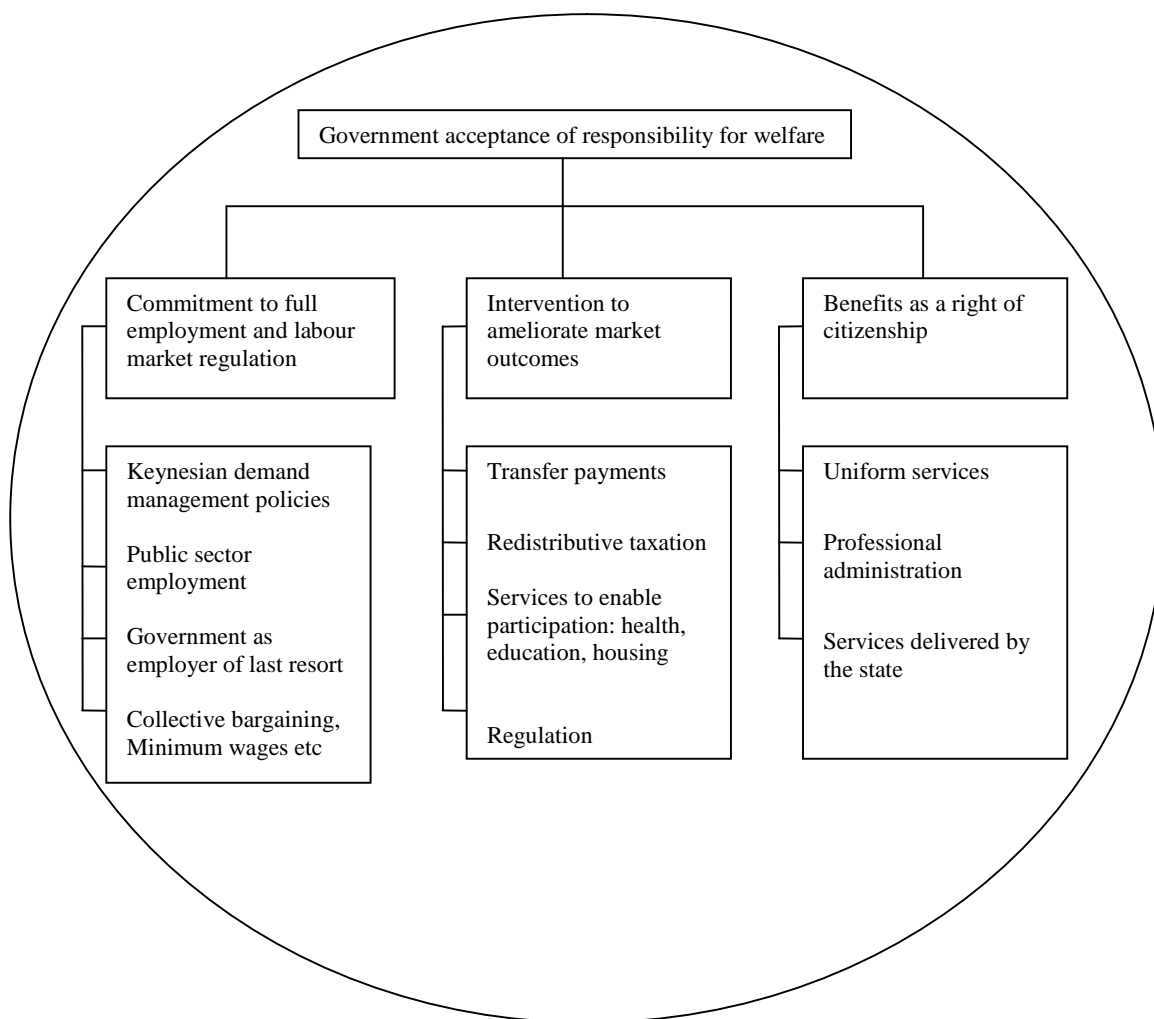 Government acceptance of responsibility for welfare
Commitment to full
employment and labour
market regulation
Intervention to
ameliorate market
outcomes
Benefits as a right of
citizenship
Keynesian demand
management policies
Public sector
employment
Government as
employer of last resort
Collective bargaining,
Minimum wages etc
Transfer payments
Redistributive taxation
Services to enable
participation: health,
education, housing
Regulation
Uniform services
Professional
administration
Services delivered by
the state